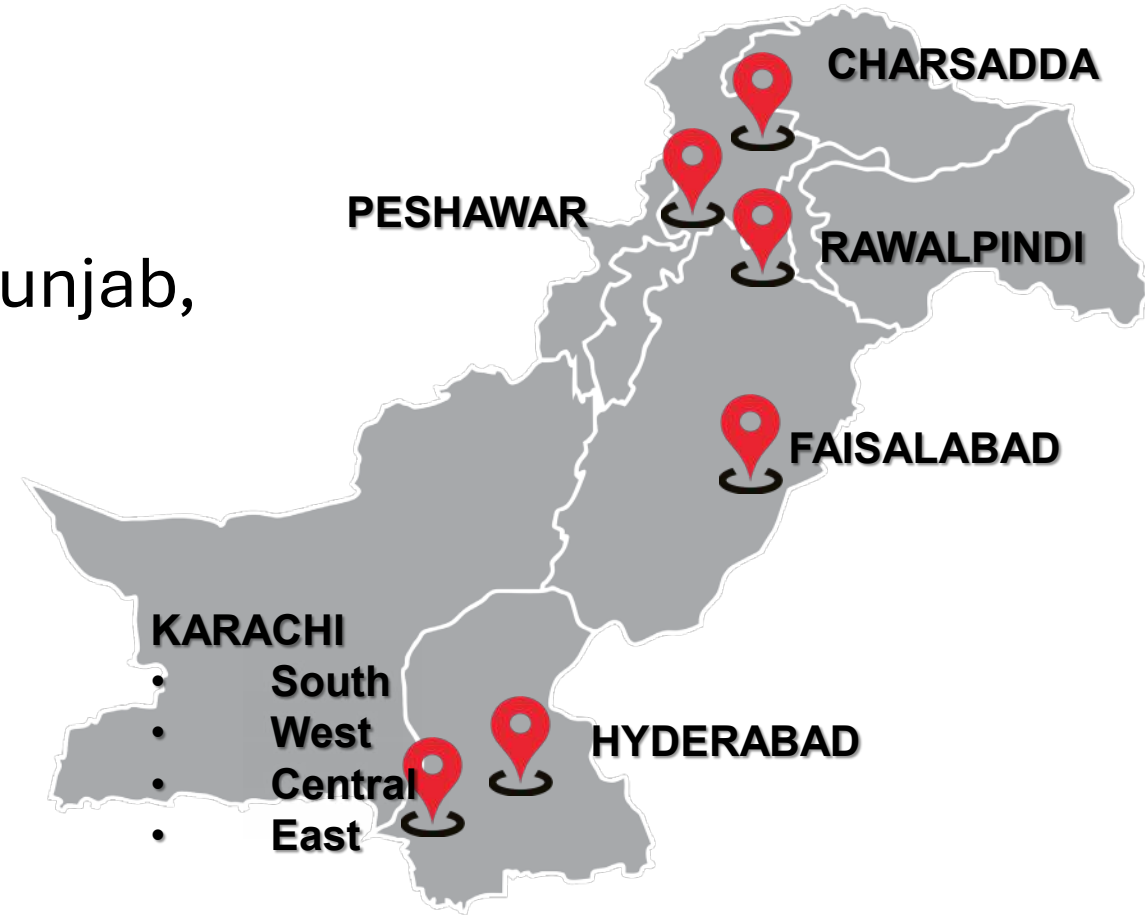 CHARSADDA
PESHAWAR
RAWALPINDI
unjab,
FAISALABAD
KARACHI
• South
• West
• Central
• East
HYDERABAD